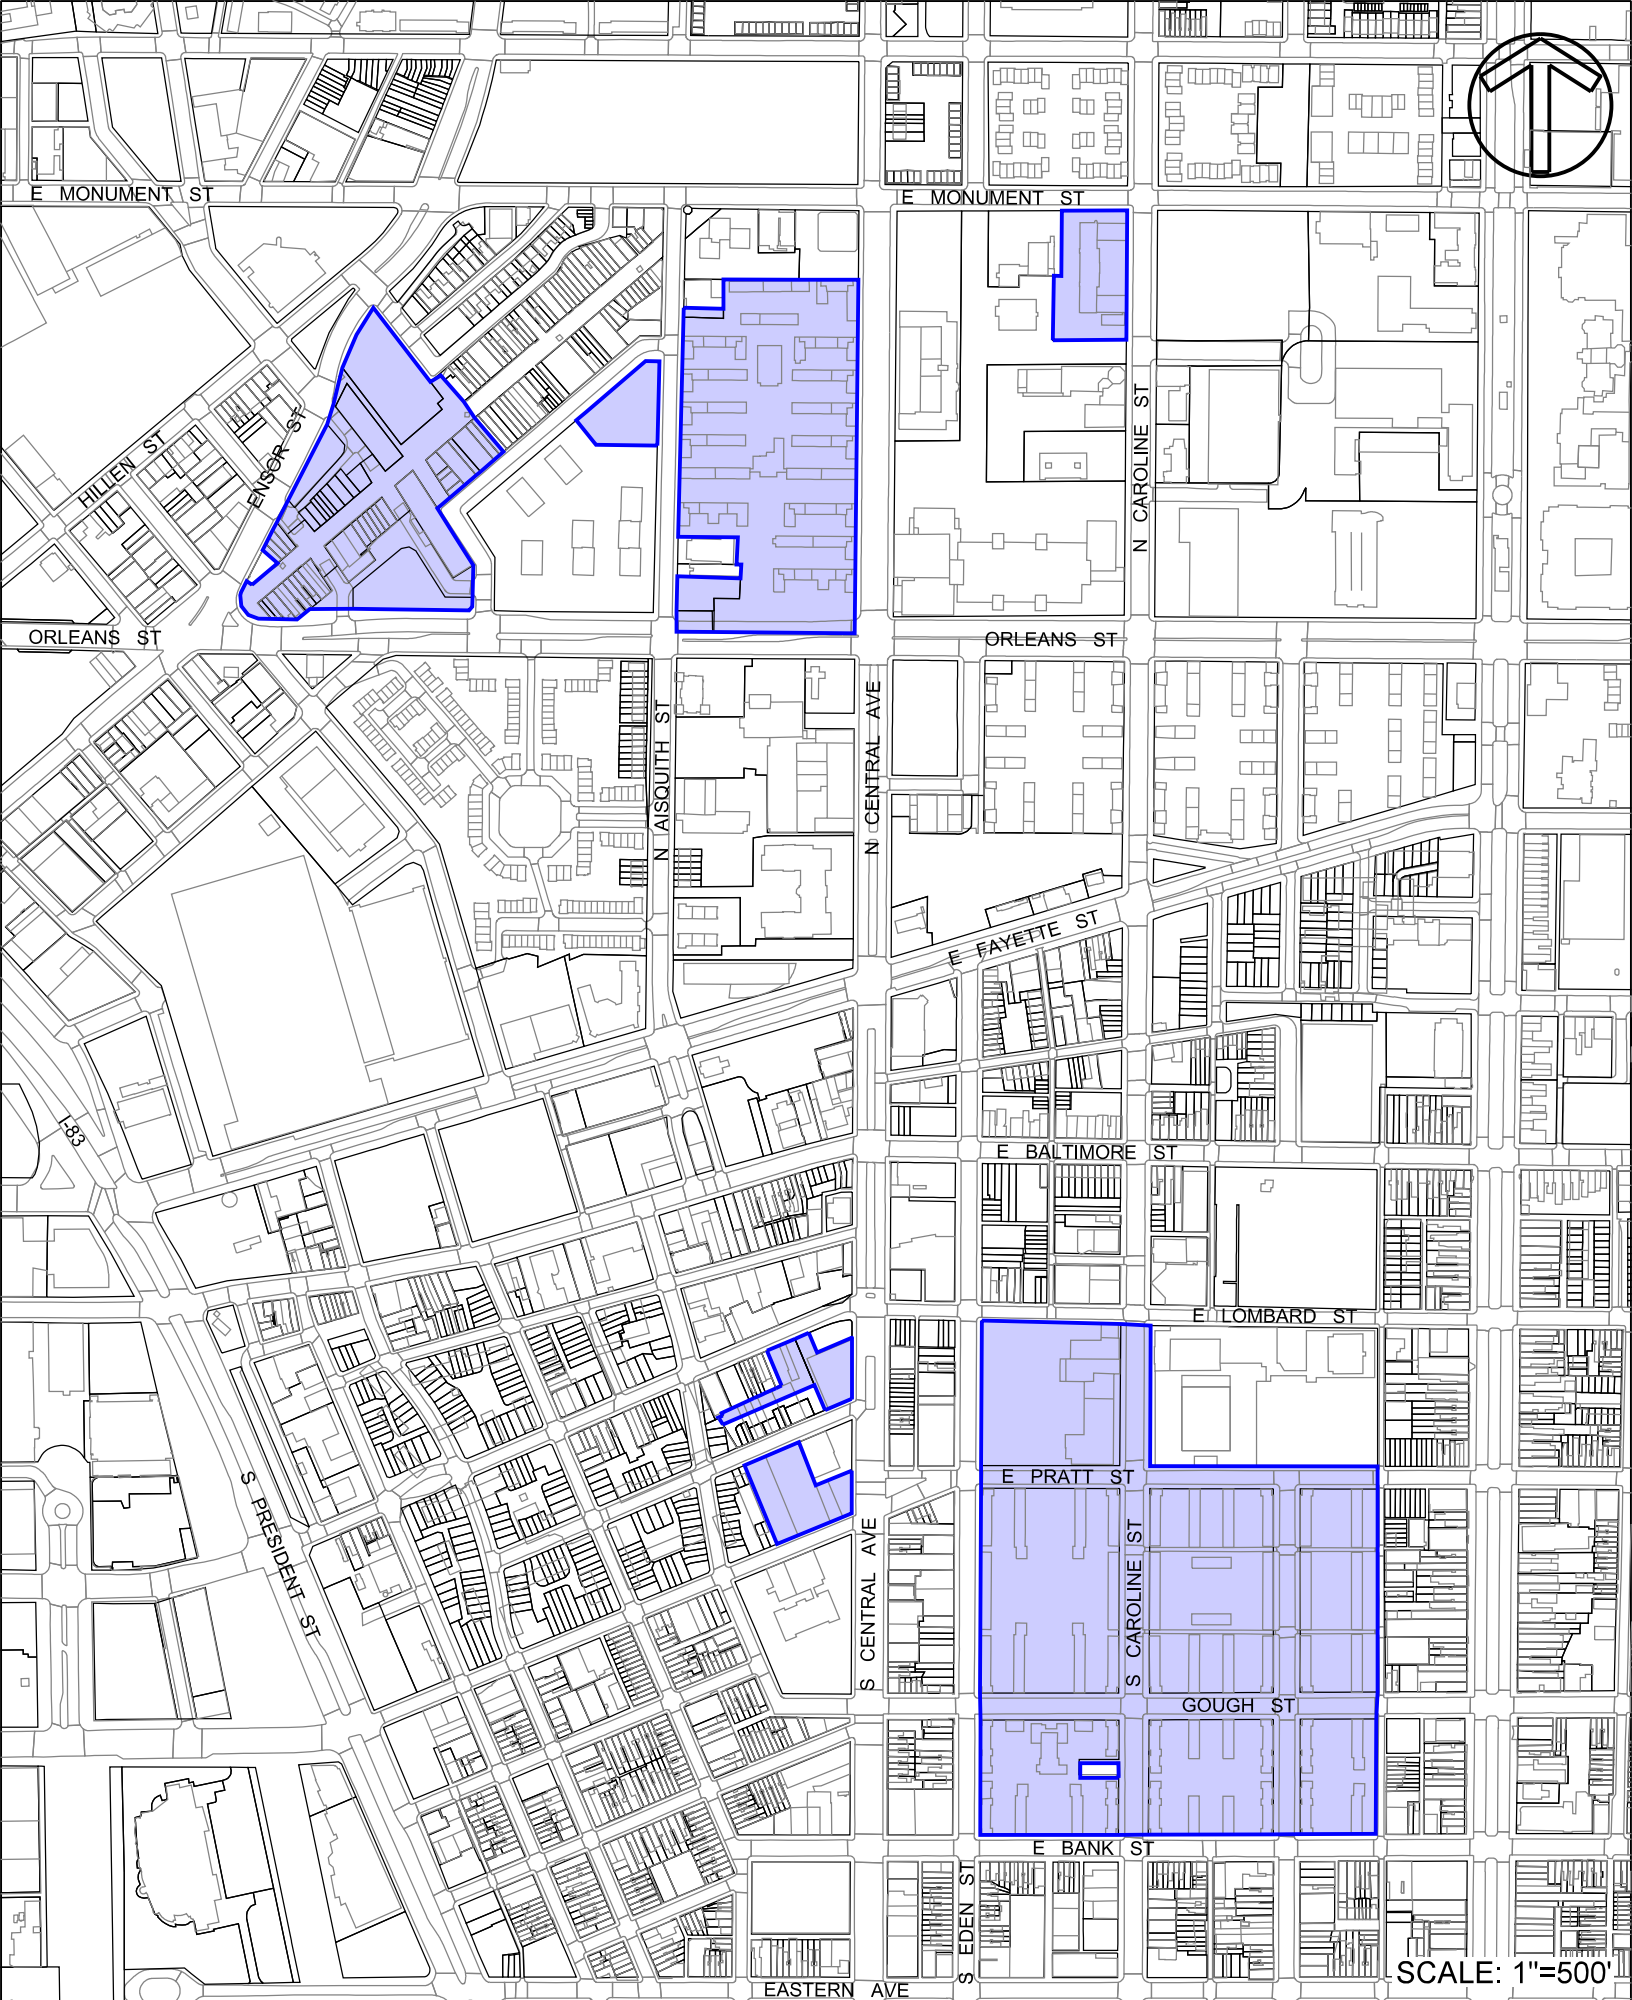 E MONUMENT ST
E MONUMENT ST
N CAROLINE ST
HILLEN ST
ENSOR ST
ORLEANS ST
ORLEANS ST
N AISQUITH ST
N CENTRAL AVE
E FAYETTE ST
I-83
E BALTIMORE ST
E LOMBARD ST
E PRATT ST
S PRESIDENT ST
S CENTRAL AVE
S CAROLINE ST
GOUGH ST
E BANK ST
S EDEN ST
EASTERN AVE
SCALE: 1"=500'